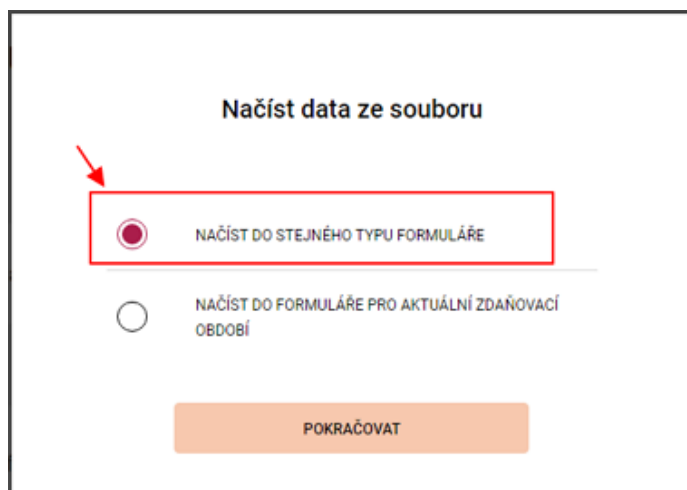 Načíst data ze souboru
NAČÍST DO STEJNÉHO TYPU FORMULÁŘE
NAČÍST DO FORMULÁŘE PRO AKTUÁLNÍ ZDAŇOVACÍ
OBDOBÍ
POKRAČOVAT